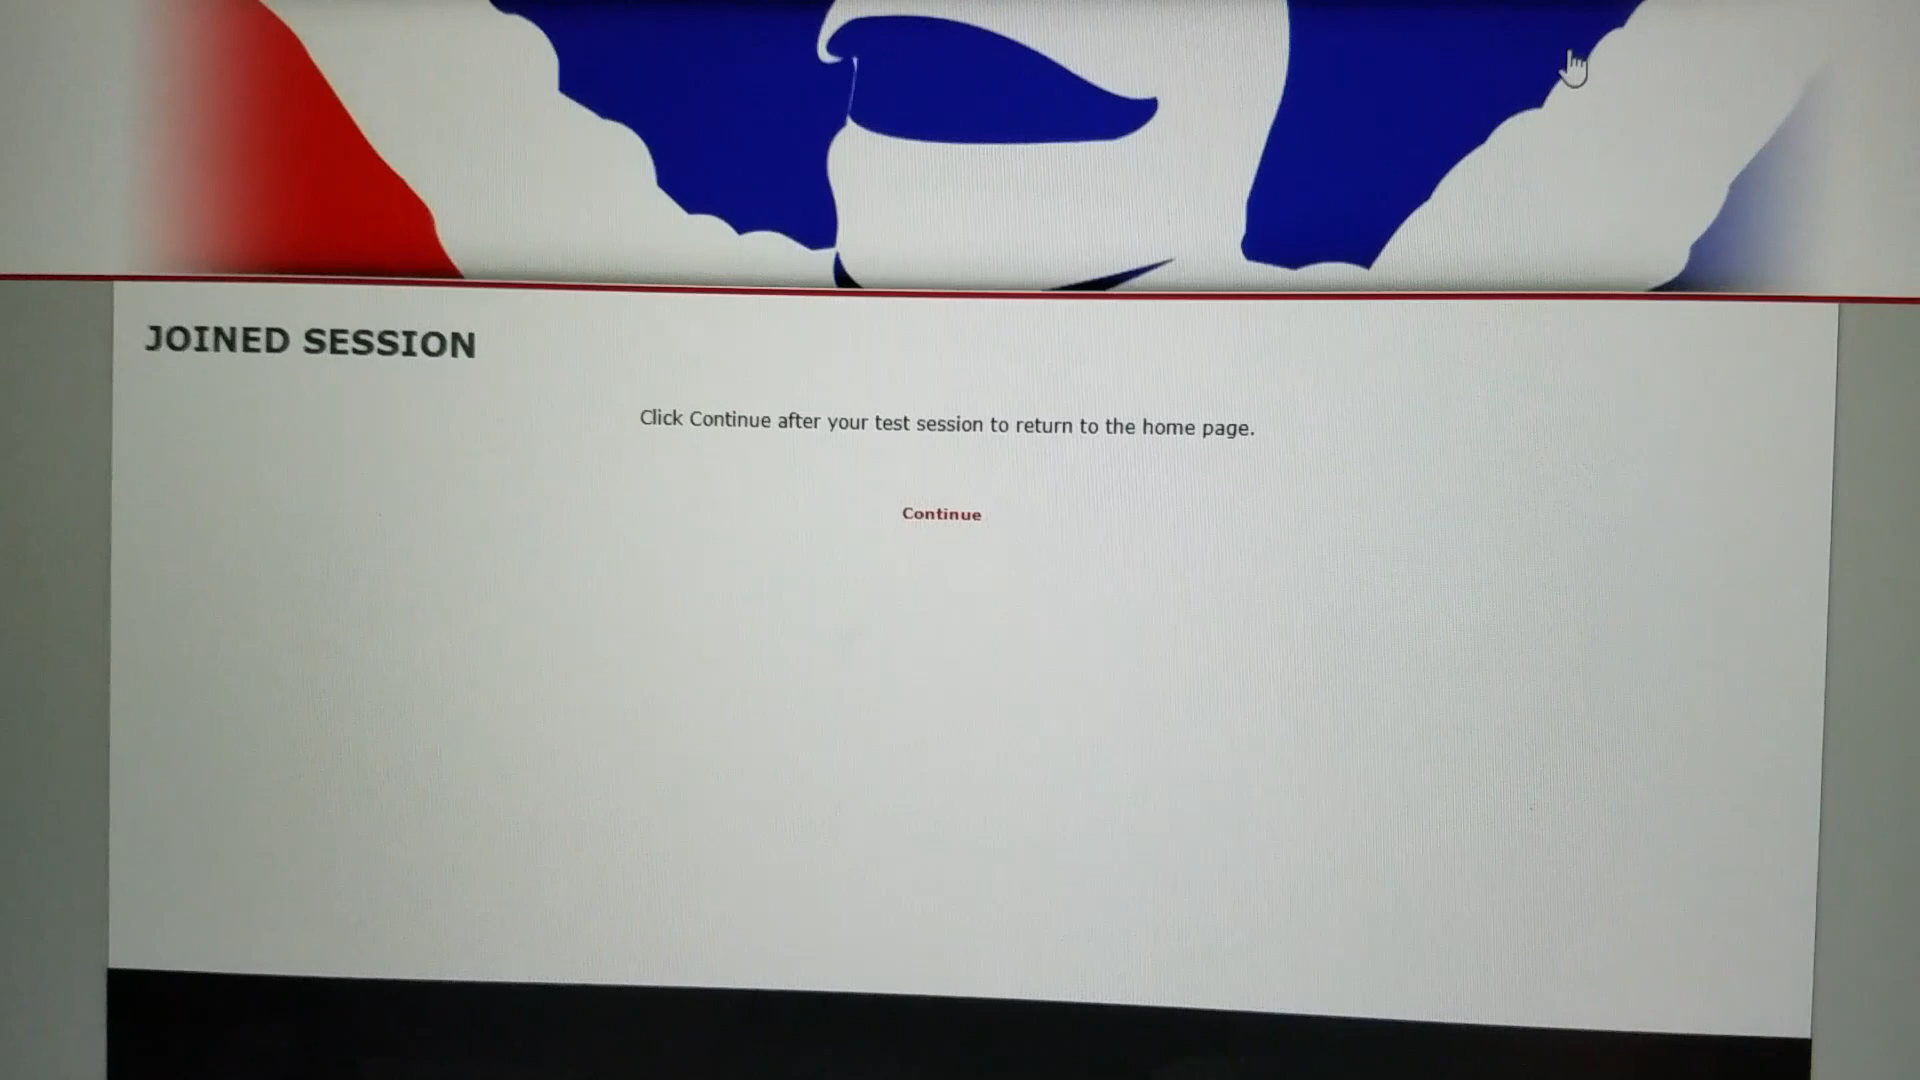 JOINED SESSION
Click Continue after your test session to return to the home page.
Continue